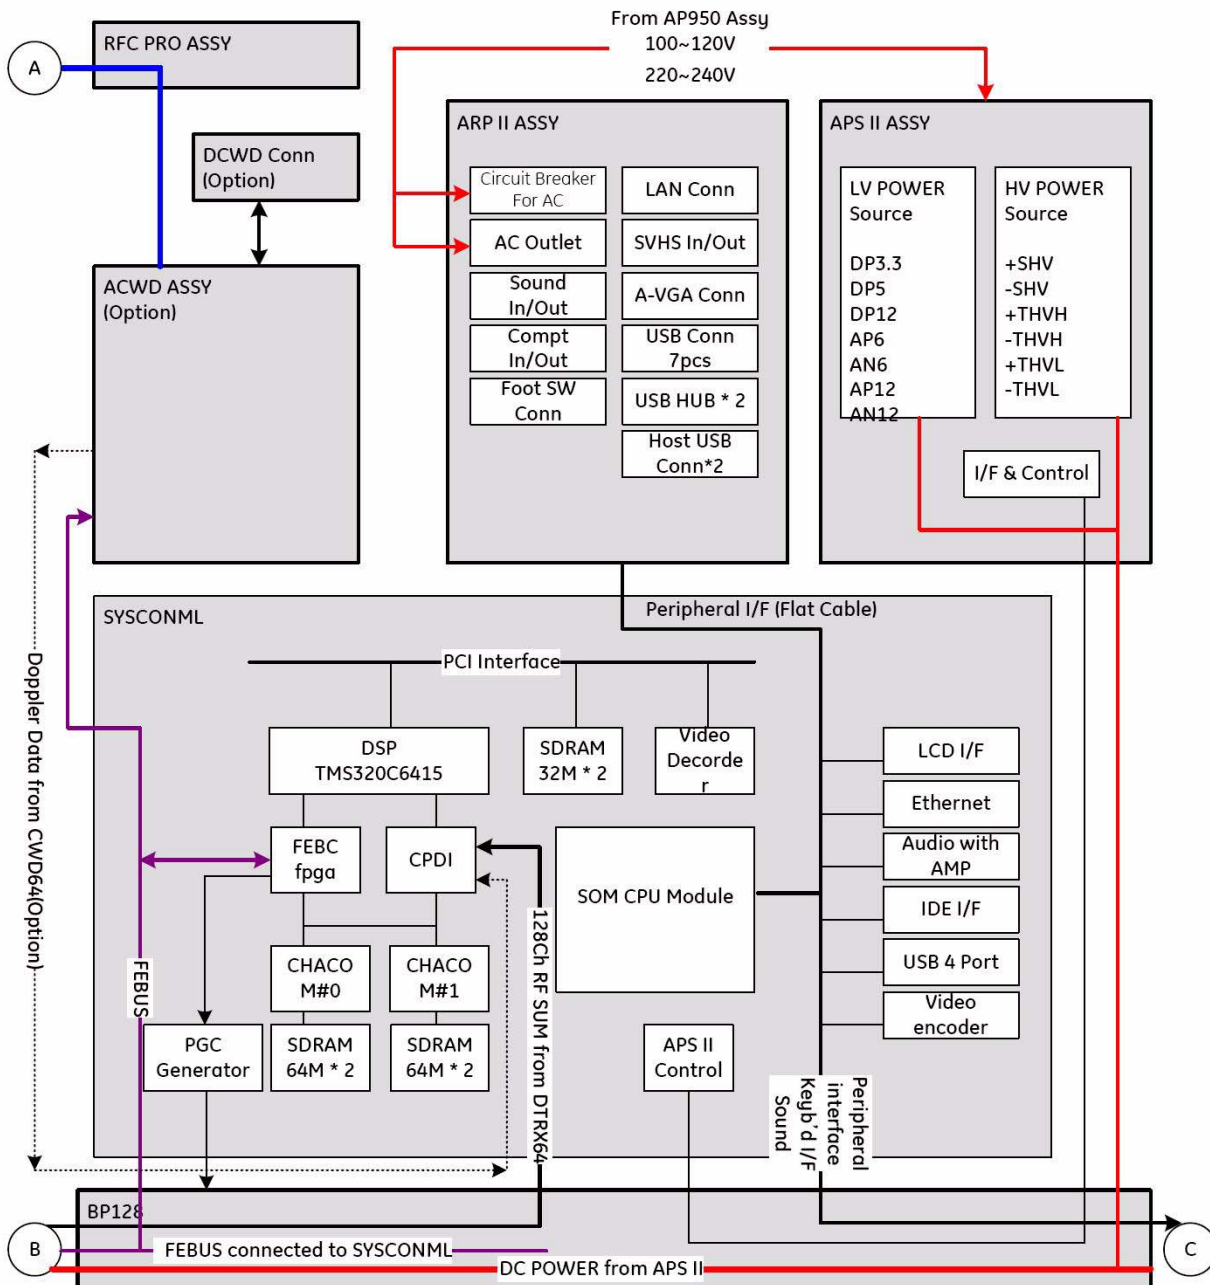 From AP950 Assy
100~120V
220~240V
A
RFC PRO ASSY
DCWD Conn
(Option)
ACWD ASSY
(Option)
ARP II ASSY
Circuit Breaker
For AC
LAN Conn
AC Outlet
SVHS In/Out
Sound
In/Out
A-VGA Conn
Compt
In/Out
USB Conn
7pcs
Foot SW
Conn
USB HUB * 2
Host USB
Conn*2
APS II ASSY
LV POWER
Source
DP3.3
DP5
DP12
AP6
AN6
AP12
AN12
HV POWER
Source
+SHV
-SHV
+THVH
-THVH
+THVL
-THVL
I/F & Control
SYSCONML
Peripheral I/F (Flat Cable)
PCI Interface
DSP
TMS320C6415
SDRAM
32M * 2
Video
Decorde
r
LCD I/F
Ethernet
Audio with
AMP
IDE I/F
USB 4 Port
Video
encoder
FEBC
fpga
CPDI
SOM CPU Module
CHACO
M#0
CHACO
M#1
PGC
Generator
SDRAM
64M * 2
SDRAM
64M * 2
APS II
Control
Doppler Data from CWD64(Option)
FEBUS
128Ch RF SUM from DTRX64
Peripheral
interface
Keyb'd I/F
Sound
BP128
B
FEBUS connected to SYSCONML
DC POWER from APS II
C